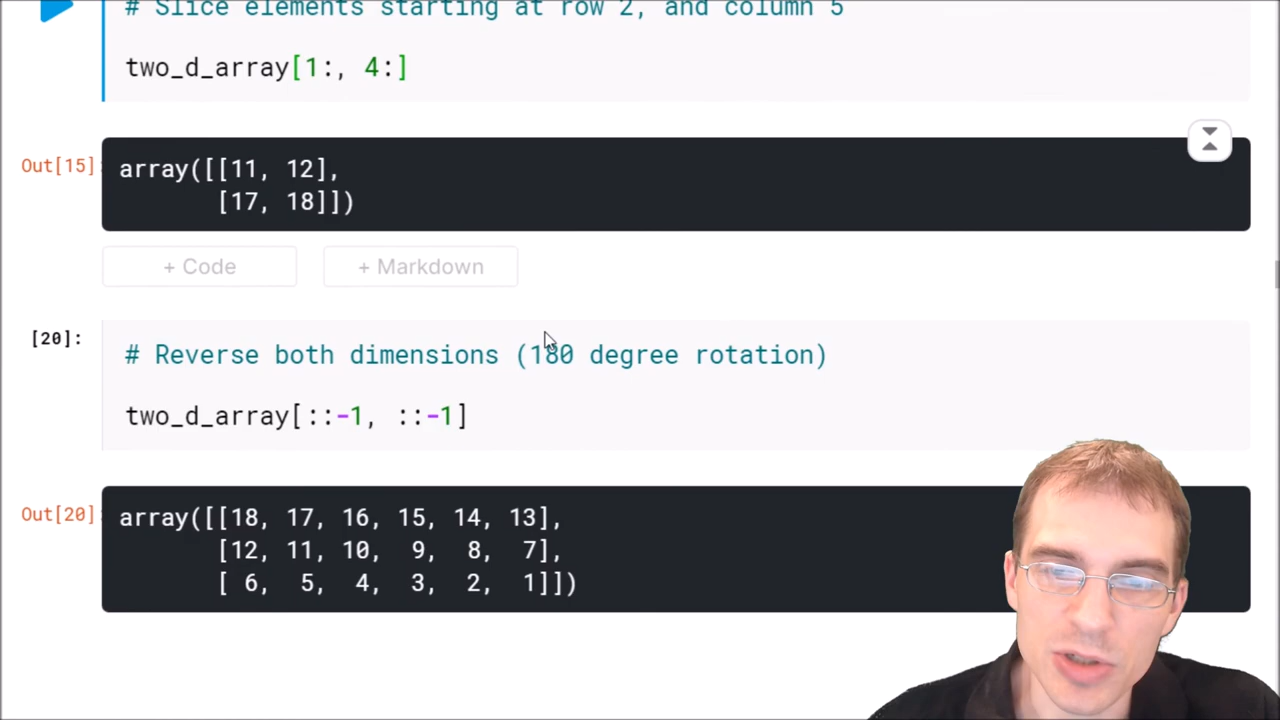 # Slice elements starting at row 2, and column 5
two_d_array[1:, 4:]
Out[15]
array([[11, 12],
       [17, 18]])
+ Code
+ Markdown
[20]:
# Reverse both dimensions (180 degree rotation)
two_d_array[::-1, ::-1]
Out[20]
array([[18, 17, 16, 15, 14, 13],
       [12, 11, 10,  9,  8,  7],
       [ 6,  5,  4,  3,  2,  1]])